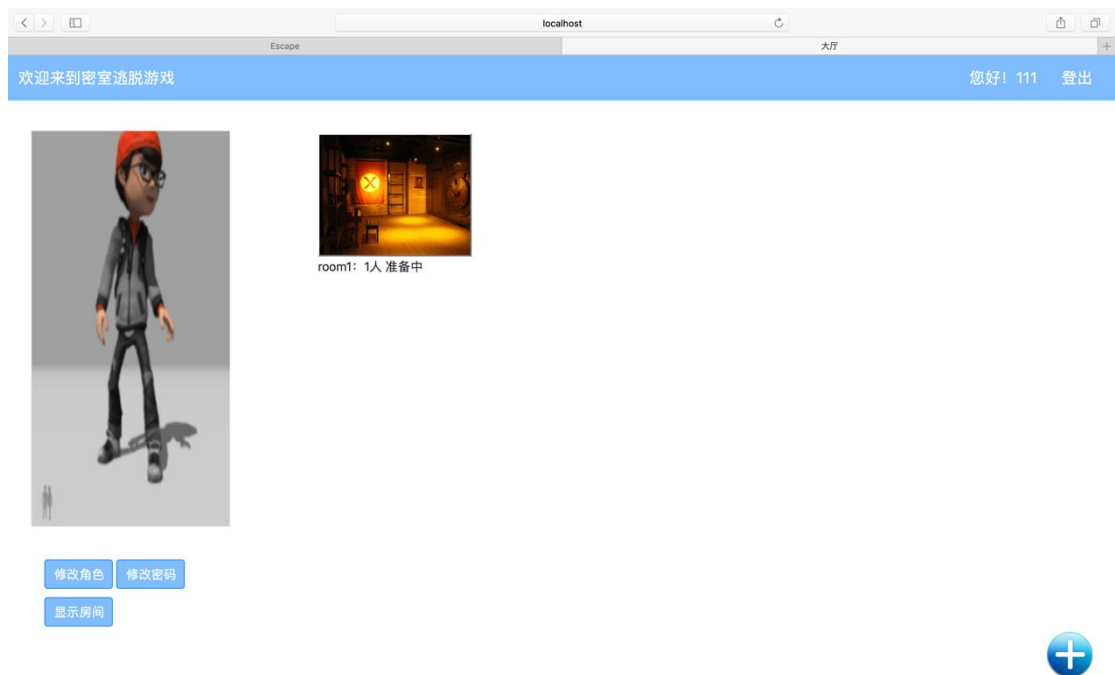 localhost
Escape
大厅
欢迎来到密室逃脱游戏
您好！111 登出
room1：1人 准备中
修改角色 修改密码
显示房间